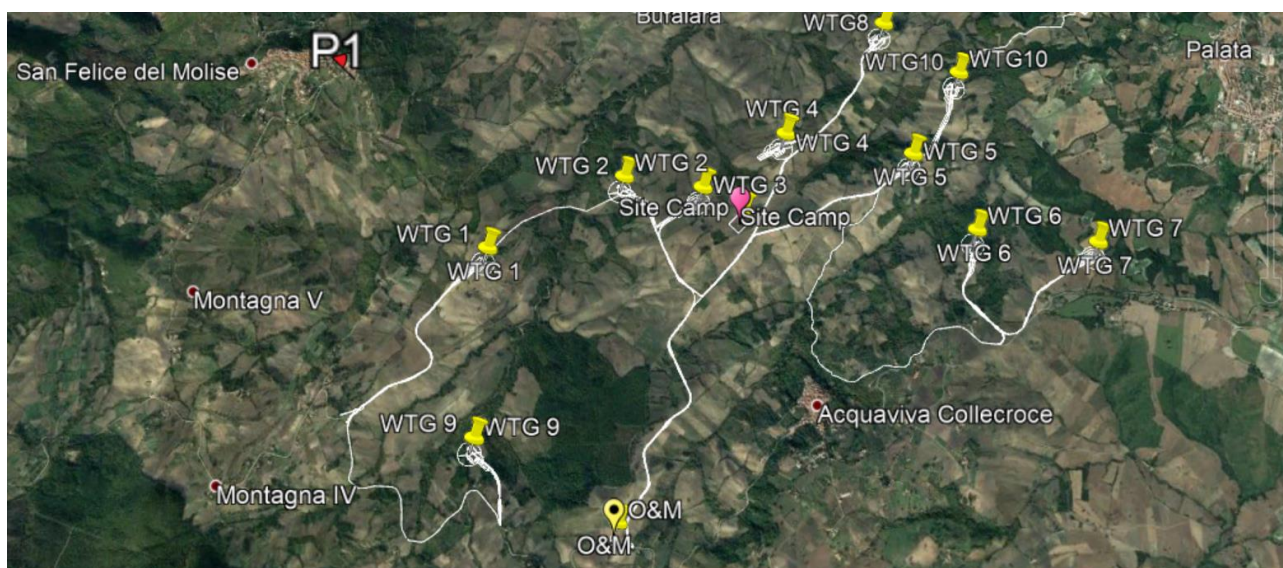 Bufalara
WTG8
P1
San Felice del Molise
WTG10
WTG10
Palata
WTG 4
WTG 4
WTG 2
WTG 2
WTG 5
WTG 5
WTG 3
Site Camp
Site Camp
WTG 6
WTG 6
WTG 7
WTG 7
WTG 1
WTG 1
Montagna V
Acquaviva Collecroce
WTG 9
WTG 9
Montagna IV
O&M
O&M